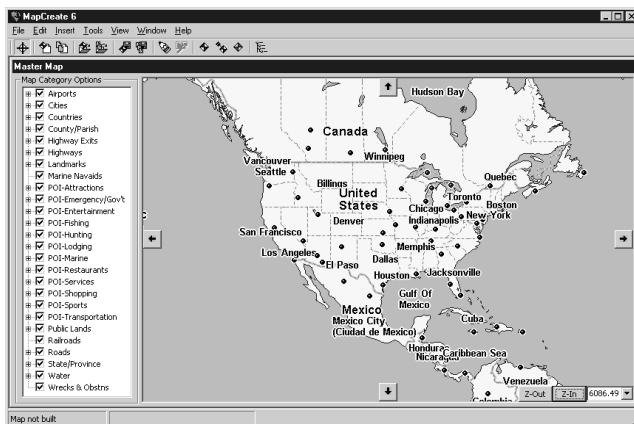 MapCreate 6
File Edit Insert Tools View Window Help
Master Map
Map Category Options
Airports
Cities
Countries
County/Parish
Highway Exits
Highways
Landmarks
Marine Navaids
POI-Attractions
POI-Emergency/Gov't
POI-Entertainment
POI-Fishing
POI-Hunting
POI-Lodging
POI-Marine
POI-Restaurants
POI-Services
POI-Shopping
POI-Sports
POI-Transportation
Public Lands
Railroads
Roads
State/Province
Water
Wrecks & Obstns
Hudson Bay
Canada
Vancouver
Winnipeg
Seattle
Quebec
Billings
United
States
Toronto
Boston
Chicago
New York
Indianapolis
Denver
San Francisco
Memphis
Los Angeles
Dallas
El Paso
Houston
Jacksonville
Gulf Of
Mexico
Mexico
Cuba
Mexico City
(Ciudad de Mexico)
Honduras
Nicarag
Caribbean Sea
Venezuela
Colombia
Z-Out Z-In 6086.49
Map not built